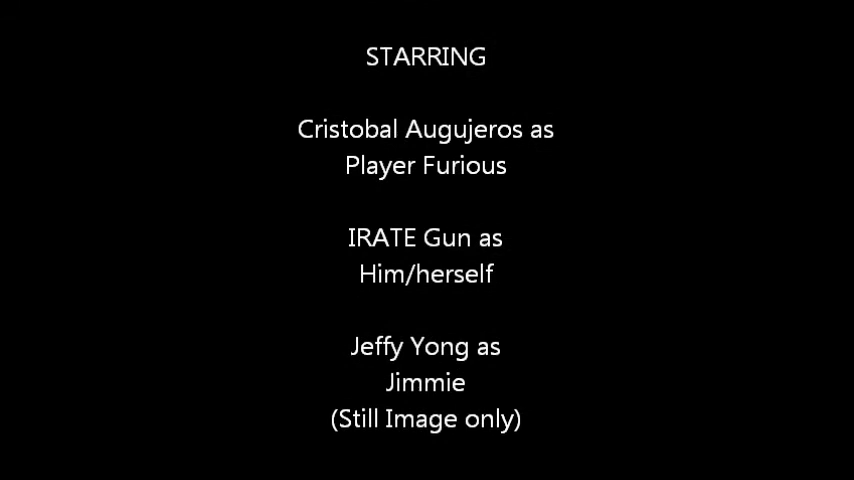 STARRING
Cristobal Augujeros as
Player Furious
IRATE Gun as
Him/herself
Jeffy Yong as
Jimmie
(Still Image only)